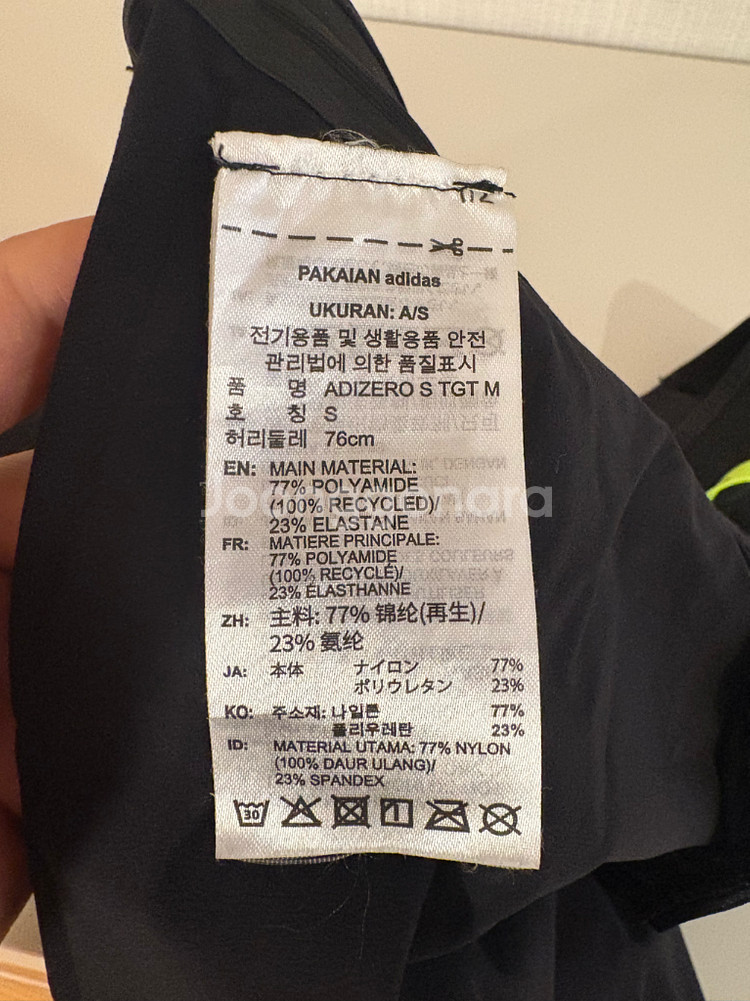 PAKAIAN adidas
UKURAN: A/S
전기용품 및 생활용품 안전
관리법에 의한 품질표시
품 명 ADIZERO S TGT M
호 칭 S
허리둘레 76cm
EN: MAIN MATERIAL:
77% POLYAMIDE
(100% RECYCLED)/
23% ELASTANE
FR: MATIERE PRINCIPALE:
77% POLYAMIDE
(100% RECYCLÉ)/
23% ÉLASTHANNE
ZH: 主料: 77% 锦纶(再生)/
23% 氨纶
JA: 本体 ナイロン 77%
ポリウレタン 23%
KO: 주소재: 나일론 77%
폴리우레란 23%
ID: MATERIAL UTAMA: 77% NYLON
(100% DAUR ULANG)/
23% SPANDEX
30